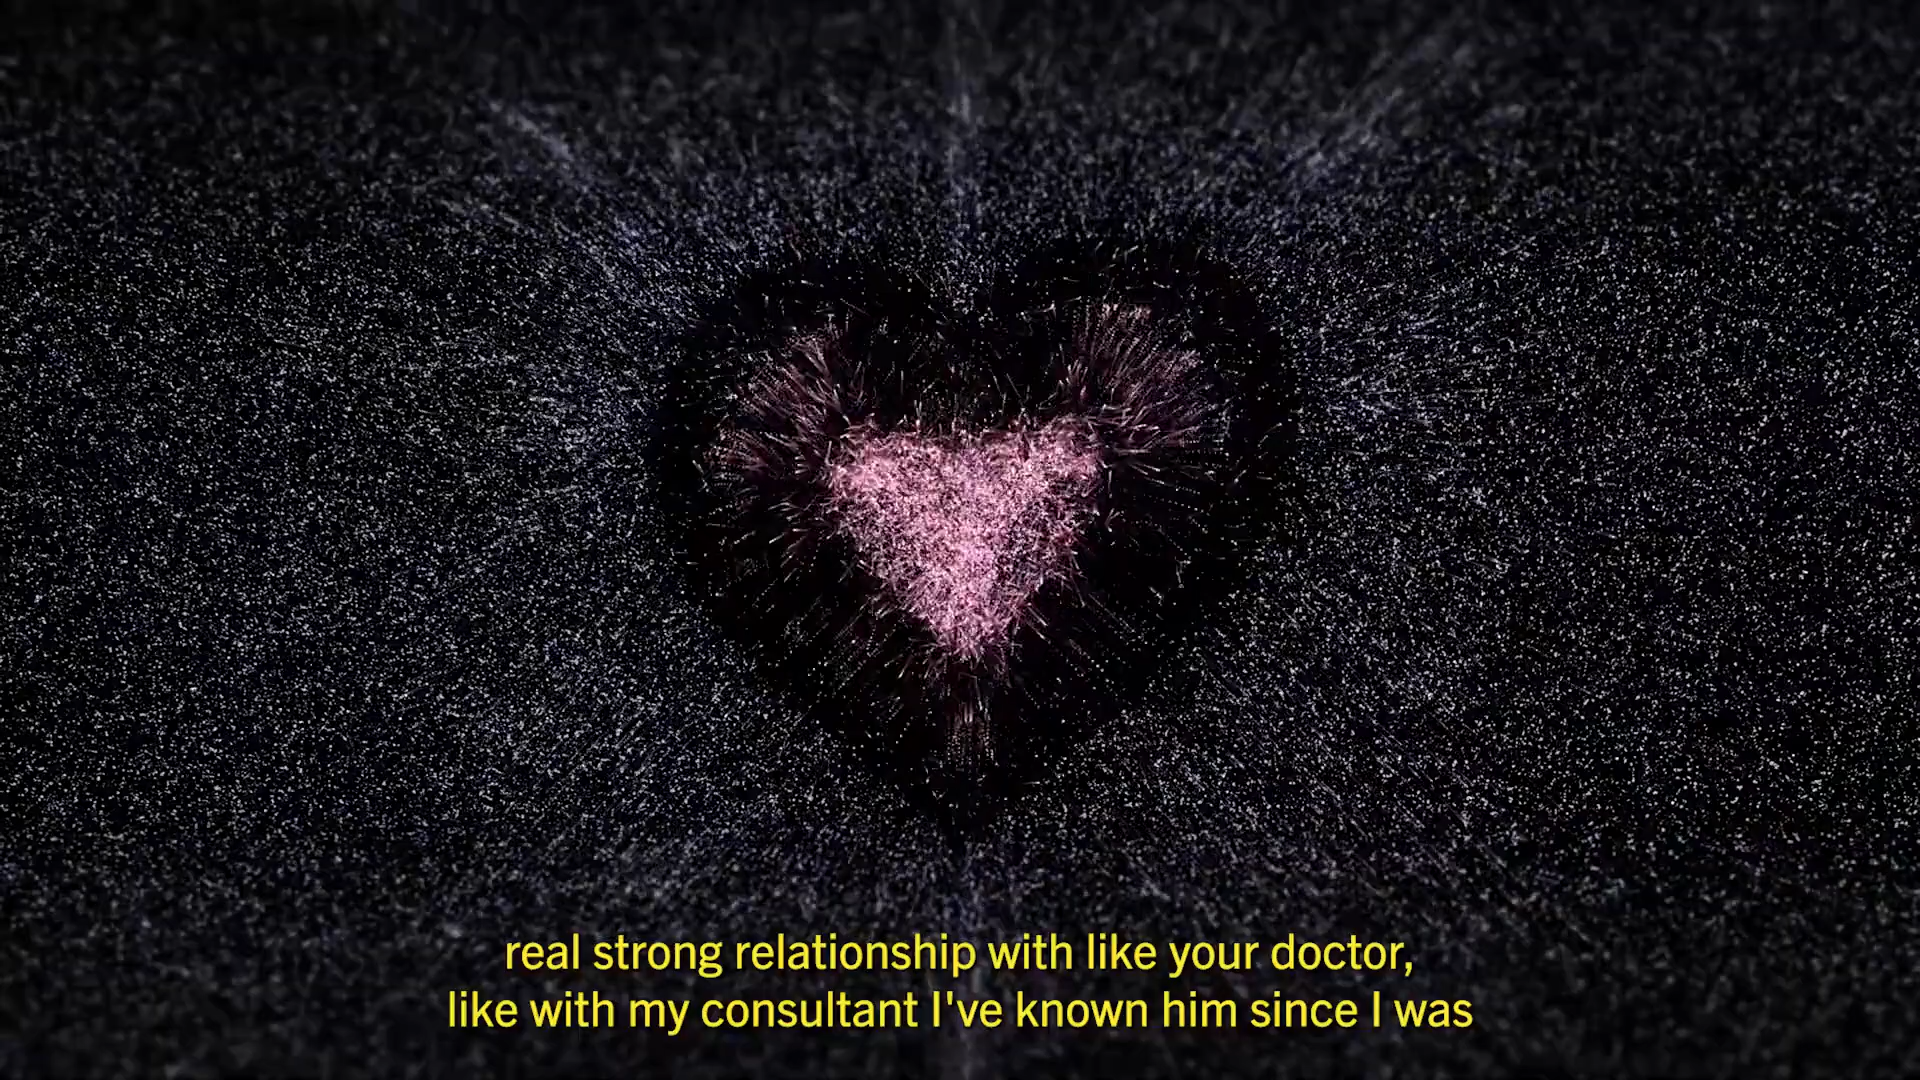 real strong relationship with like your doctor,
like with my consultant I've known him since I was